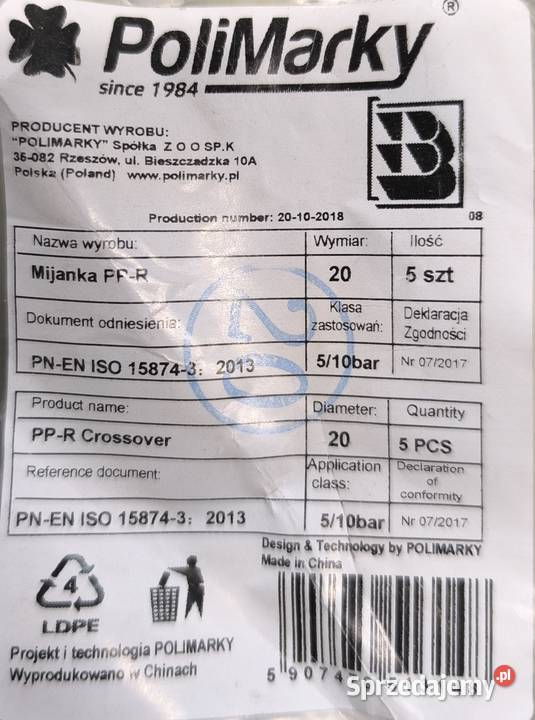 PoliMarky ®
since 1984
PRODUCENT WYROBU:
"POLIMARKY" Spółka Z O O SP.K
36-082 Rzeszów, ul. Bieszczadzka 10A
Polska (Poland) www.polimarky.pl
B
Production number: 20-10-2018 08
Nazwa wyrobu: Wymiar: Ilość
Mijanka PP-R 20 5 szt
Dokument odniesienia: Klasa zastosowań: Deklaracja Zgodności
PN-EN ISO 15874-3: 2013 5/10bar Nr 07/2017
20
Product name: Diameter: Quantity
PP-R Crossover 20 5 PCS
Reference document: Application class: Declaration of conformity
PN-EN ISO 15874-3: 2013 5/10bar Nr 07/2017
Design & Technology by POLIMARKY
Made in China
4
LDPE
Projekt i technologia POLIMARKY
Wyprodukowano w Chinach
5 9074
Sprzedajemy.pl